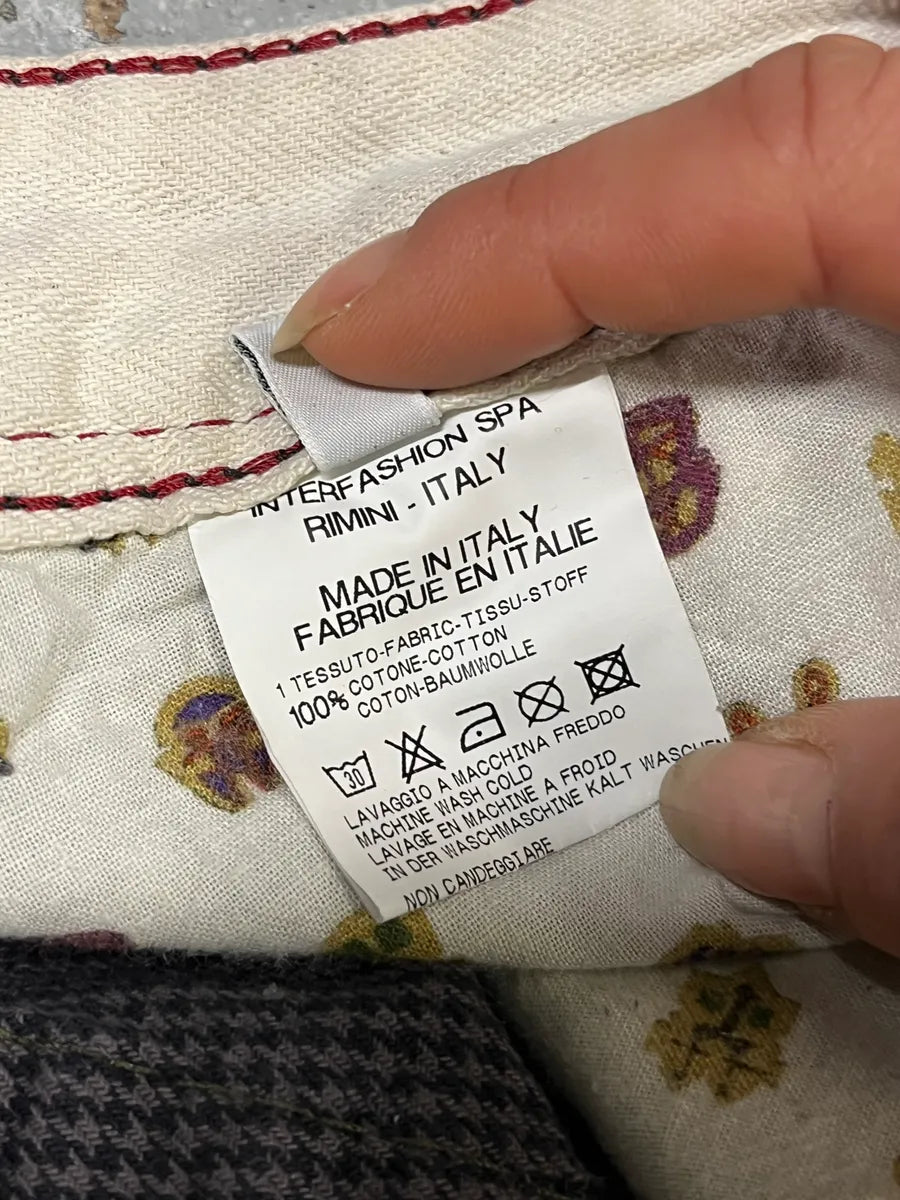 INTERFASHION SPA
RIMINI - ITALY
MADE IN ITALY
FABRIQUE EN ITALIE
1 TESSUTO-FABRIC-TISSU-STOFF
100% COTONE-COTTON
COTON-BAUMWOLLE
30
LAVAGGIO A MACCHINA FREDDO
MACHINE WASH COLD
LAVAGE EN MACHINE A FROID
IN DER WASCHMASCHINE KALT WASCHEN
NON CANDEGGIARE